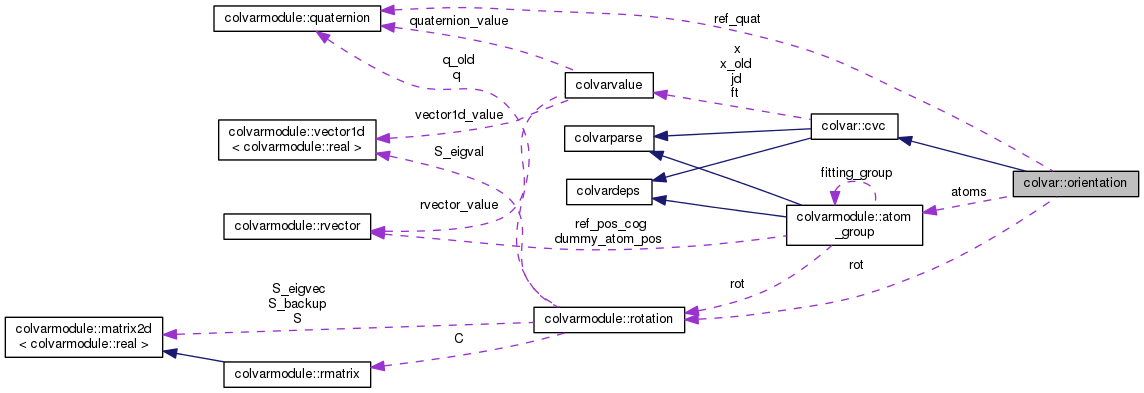 colvarmodule::quaternion
quaternion_value
ref_quat
q_old
q
x
x_old
jd
ft
colvarvalue
vector1d_value
colvarmodule::vector1d
< colvarmodule::real >
colvarparse
colvar::cvc
S_eigval
fitting_group
colvar::orientation
colvardeps
atoms
rvector_value
colvarmodule::rvector
ref_pos_cog
dummy_atom_pos
colvarmodule::atom
_group
rot
rot
S_eigvec
S_backup
S
colvarmodule::rotation
colvarmodule::matrix2d
< colvarmodule::real >
C
colvarmodule::rmatrix